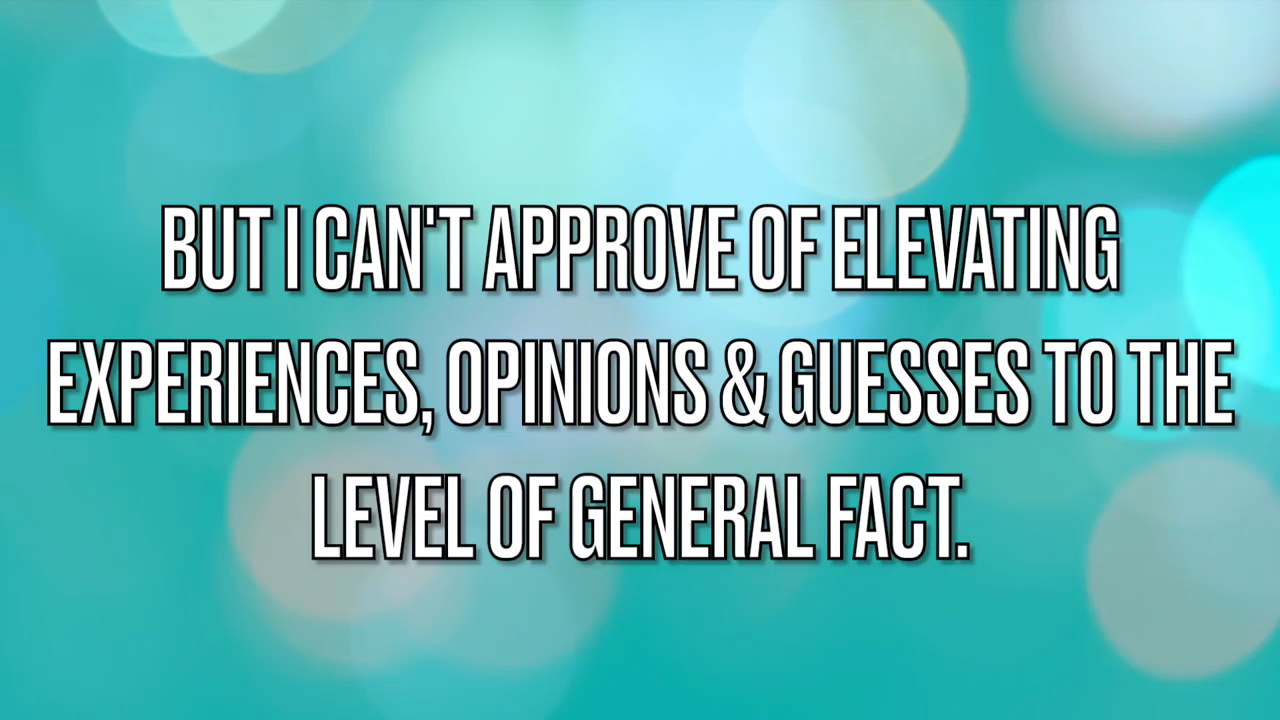 BUT I CAN'T APPROVE OF ELEVATING
EXPERIENCES, OPINIONS & GUESSES TO THE
LEVEL OF GENERAL FACT.